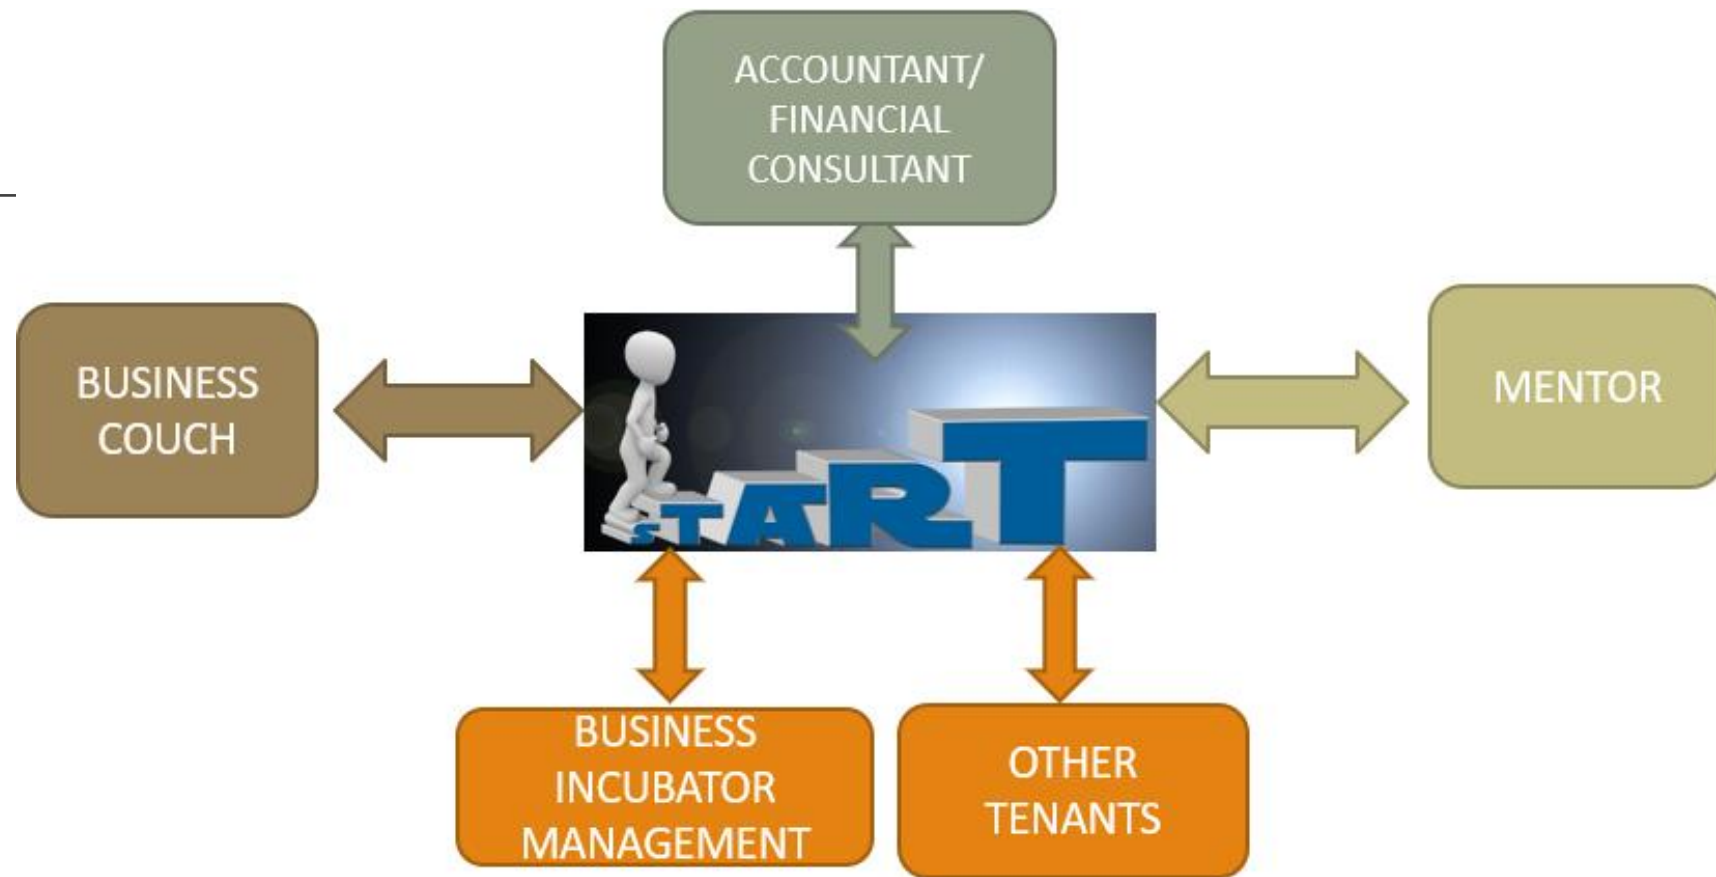 ACCOUNTANT/
FINANCIAL
CONSULTANT
BUSINESS
COUCH
START
MENTOR
BUSINESS
INCUBATOR
MANAGEMENT
OTHER
TENANTS